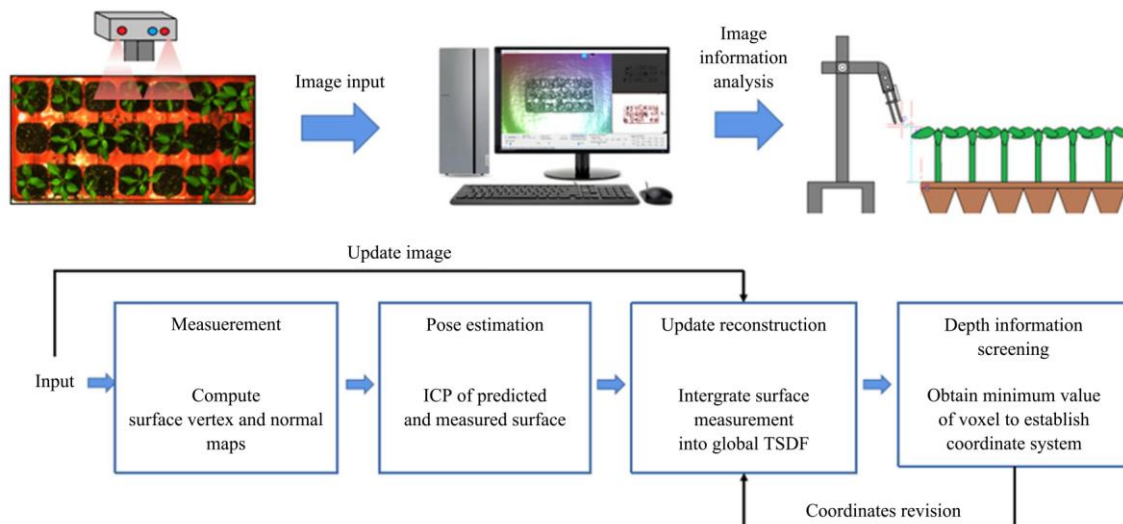 Image input
Image
information
analysis
Update image
Input
Measuerement
Compute
surface vertex and normal
maps
Pose estimation
ICP of predicted
and measured surface
Update reconstruction
Intergrate surface
measurement
into global TSDF
Depth information
screening
Obtain minimum value
of voxel to establish
coordinate system
Coordinates revision